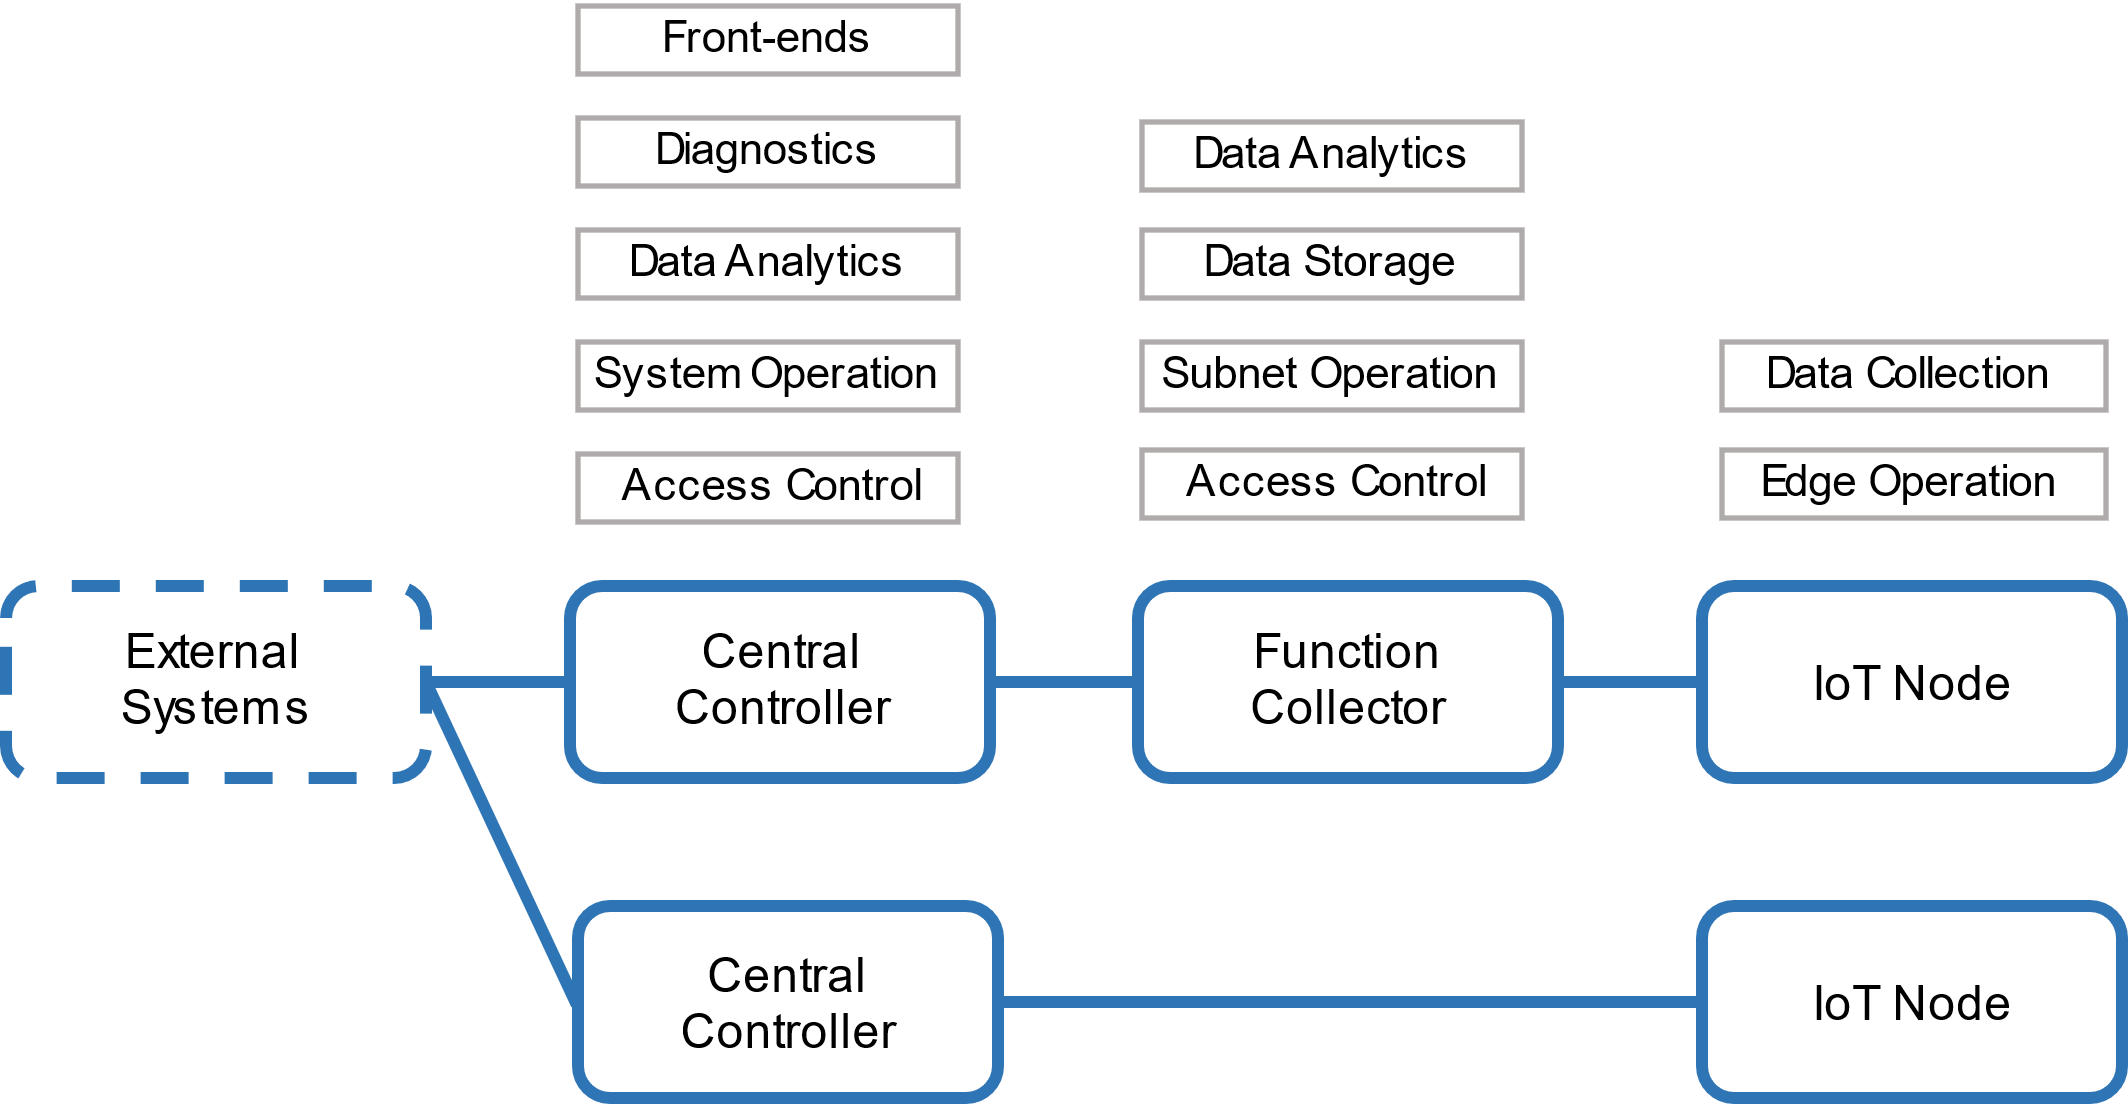 Front-ends
Diagnostics
Data Analytics
System Operation
Access Control
Data Analytics
Data Storage
Subnet Operation
Access Control
Data Collection
Edge Operation
External
Systems
Central
Controller
Function
Collector
IoT Node
Central
Controller
IoT Node